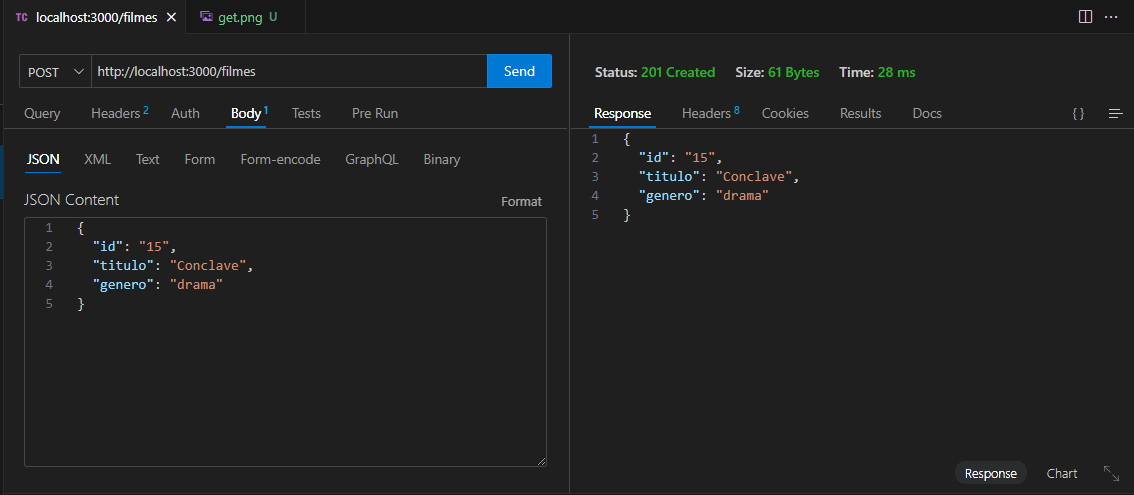 TC localhost:3000/filmes × get.png U ···
POST http://localhost:3000/filmes Send
Query Headers 2 Auth Body 1 Tests Pre Run
JSON XML Text Form Form-encode GraphQL Binary
JSON Content Format
1 {
2 "id": "15",
3 "titulo": "Conclave",
4 "genero": "drama"
5 }
Status: 201 Created Size: 61 Bytes Time: 28 ms
Response Headers 8 Cookies Results Docs { }
1 {
2 "id": "15",
3 "titulo": "Conclave",
4 "genero": "drama"
5 }
Response Chart